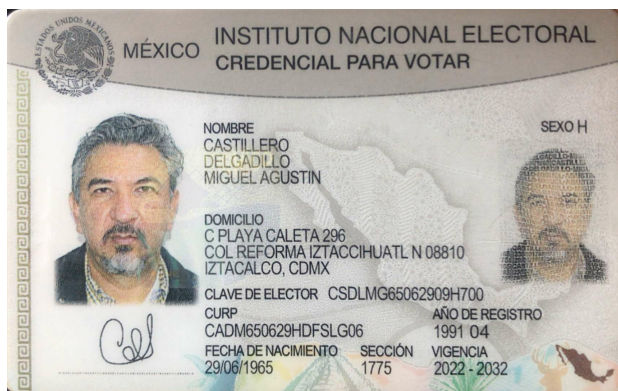 ESTADOS UNIDOS MEXICANOS
MÉXICO
INSTITUTO NACIONAL ELECTORAL
CREDENCIAL PARA VOTAR
NOMBRE
SEXO H
CASTILLERO
DELGADILLO
MIGUEL AGUSTIN
DOMICILIO
C PLAYA CALETA 296
COL REFORMA IZTACCIHUATL N 08810
IZTACALCO, CDMX
CLAVE DE ELECTOR CSDLMG65062909H700
CURP AÑO DE REGISTRO
CADM650629HDFSLG06 1991 04
FECHA DE NACIMIENTO SECCIÓN VIGENCIA
29/06/1965 1775 2022 - 2032